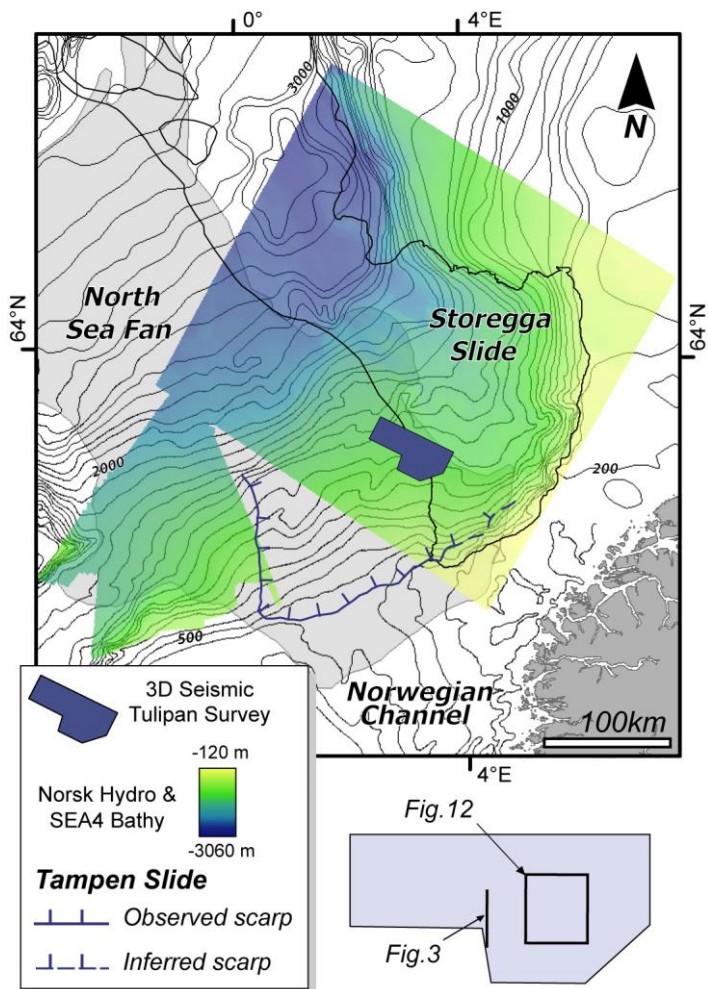 0°
4°E
3000
1000
N
North
Sea Fan
Storegga
Slide
64°N
64°N
2000
200
500
Norwegian
Channel
100km
4°E
3D Seismic
Tulipan Survey
-120 m
Norsk Hydro &
SEA4 Bathy
-3060 m
Tampen Slide
Observed scarp
Inferred scarp
Fig.12
Fig.3